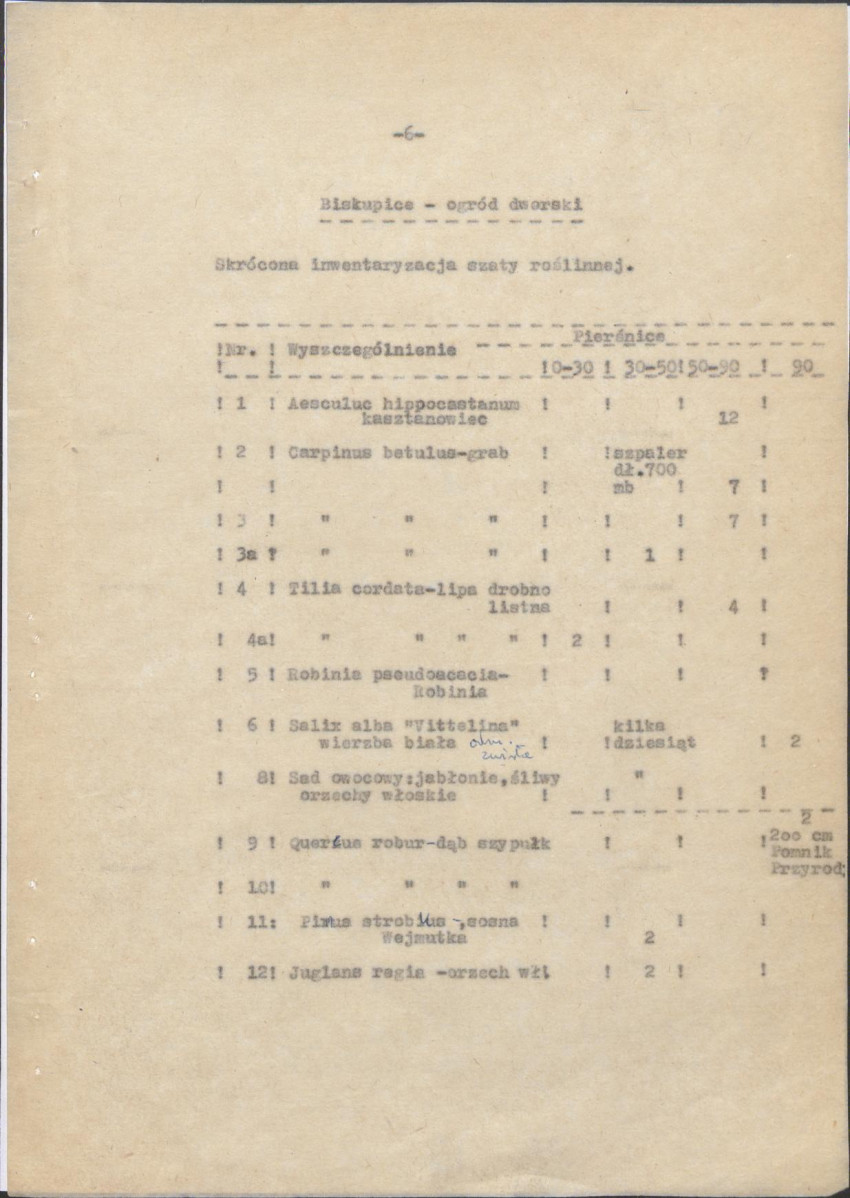 -6-
Biskupice - ogród dworski
Skrócona inwentaryzacja szaty roślinnej.
Pierśnice
!Nr. ! Wyszczególnienie
! ! !0-30 ! 30-50!50-90 ! 90
! 1 ! Aesculuc hippocastanum ! ! ! !
kasztanowiec 12
! 2 ! Carpinus betulus-grab ! !szpaler !
dł.700
! ! ! mb ! 7 !
! 3 ! " " " ! ! ! 7 !
! 3a ! " " " ! ! 1 ! !
! 4 ! Tilia cordata-lipa drobno
listna ! ! 4 !
! 4a! " " " " ! 2 ! ! !
! 5 ! Robinia pseudoacacia- ! ! ! !
Robinia
! 6 ! Salix alba "Vittelina" kilka
wierzba biała odm. ! !dziesiąt ! 2
zwisła
! 8! Sad owocowy:jabłonie,śliwy "
orzechy włoskie ! ! ! !
2
! 9 ! Quercus robur-dąb szypułk ! ! !200 cm
Pomnik
Przyrod;
! 10! " " " "
! 11: Pinus strobus -,sosna ! ! ! !
Wejmutka 2
! 12! Juglans regia -orzech wł! ! 2 ! !